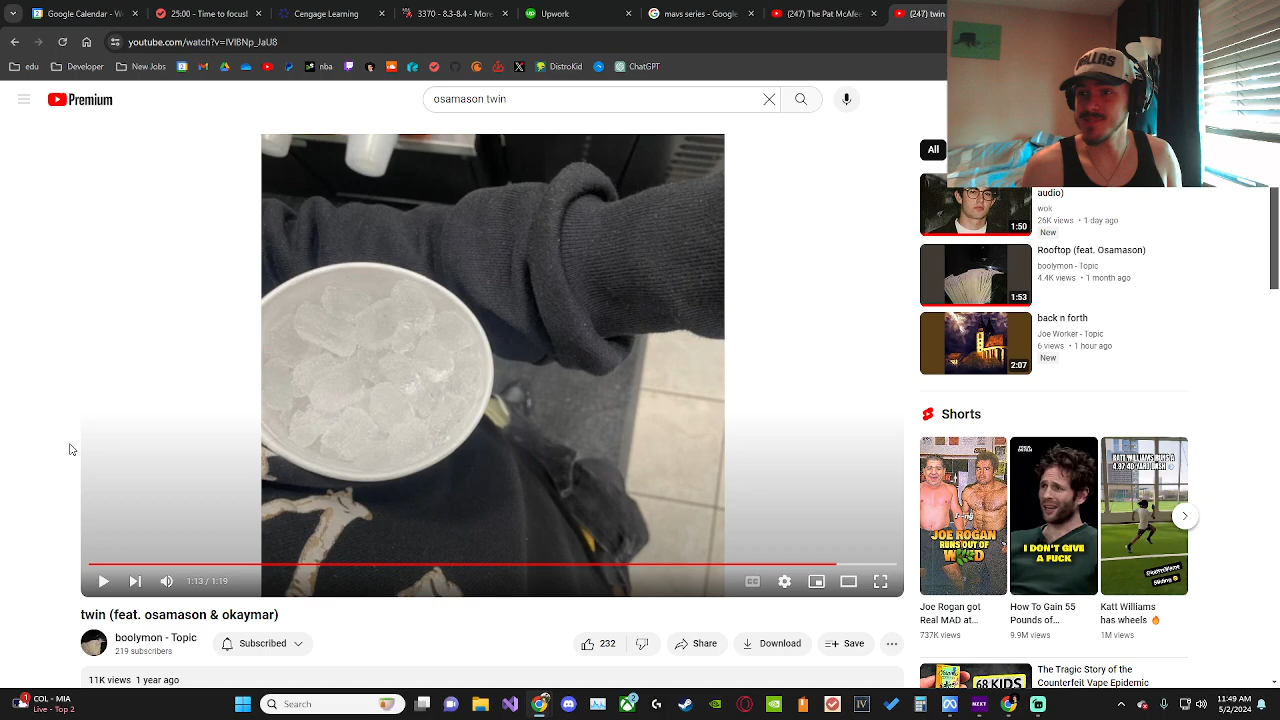 Calendar
25:00 - Election
Cengage Learning
3370 - 8.3-8.4 More
Upwork
mavs series - Google
(247) The Pat McAfee
(247) twin
youtube.com/watch?v=IVlBNp_JaU8
edu
Developer
New Jobs
nba
ChatGPT
Premium
osamason twin
All
audio)
wok
26K views • 1 day ago
New
1:50
Rooftop (feat. Osamason)
boolymon - Topic
4.4K views • 1 month ago
1:53
back n forth
Joe Worker - Topic
6 views • 1 hour ago
New
2:07
Shorts
JOE ROGAN
RUNS OUT OF
I DON'T GIVE
A FUCK
Joe Rogan got
Real MAD at...
737K views
How To Gain 55
Pounds of...
9.9M views
Katt Williams
has wheels 🔥
1M views
1:13 / 1:19
twin (feat. osamason & okaymar)
boolymon - Topic
219 subscribers
Subscribed
232
Share
Download
Save
11K views 1 year ago
68 KIDS
The Tragic Story of the
Counterfeit Vape Epidemic
COL - MIA
Live - Top 2
Search
NEXT
11:49 AM
5/2/2024